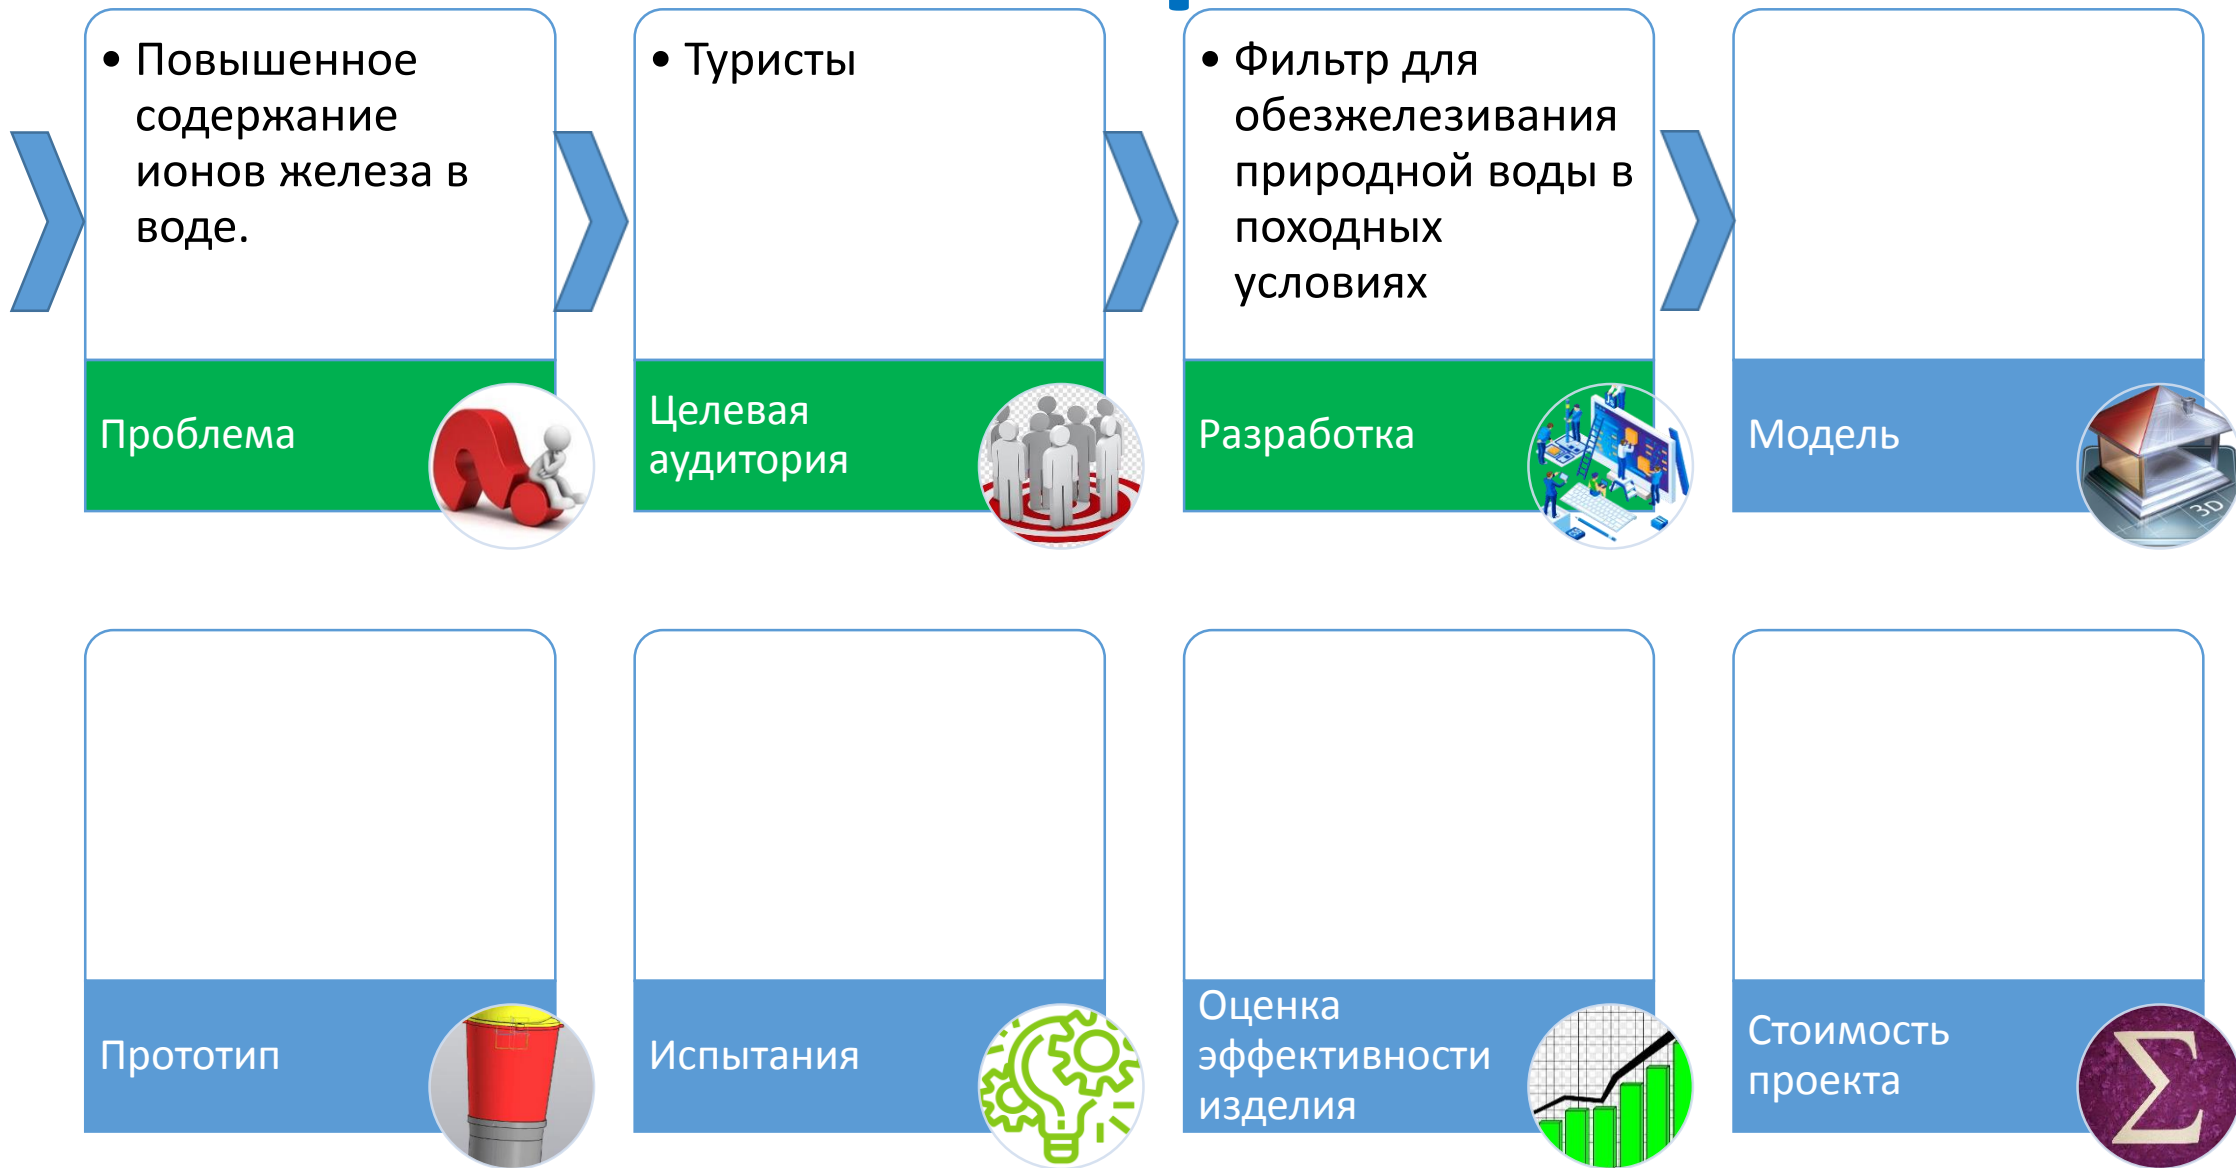 • Повышенное
содержание
ионов железа в
воде.
Проблема
• Туристы
Целевая
аудитория
• Фильтр для
обезжелезивания
природной воды в
походных
условиях
Разработка
Модель
3D
Прототип
Испытания
Оценка
эффективности
изделия
Стоимость
проекта
Σ